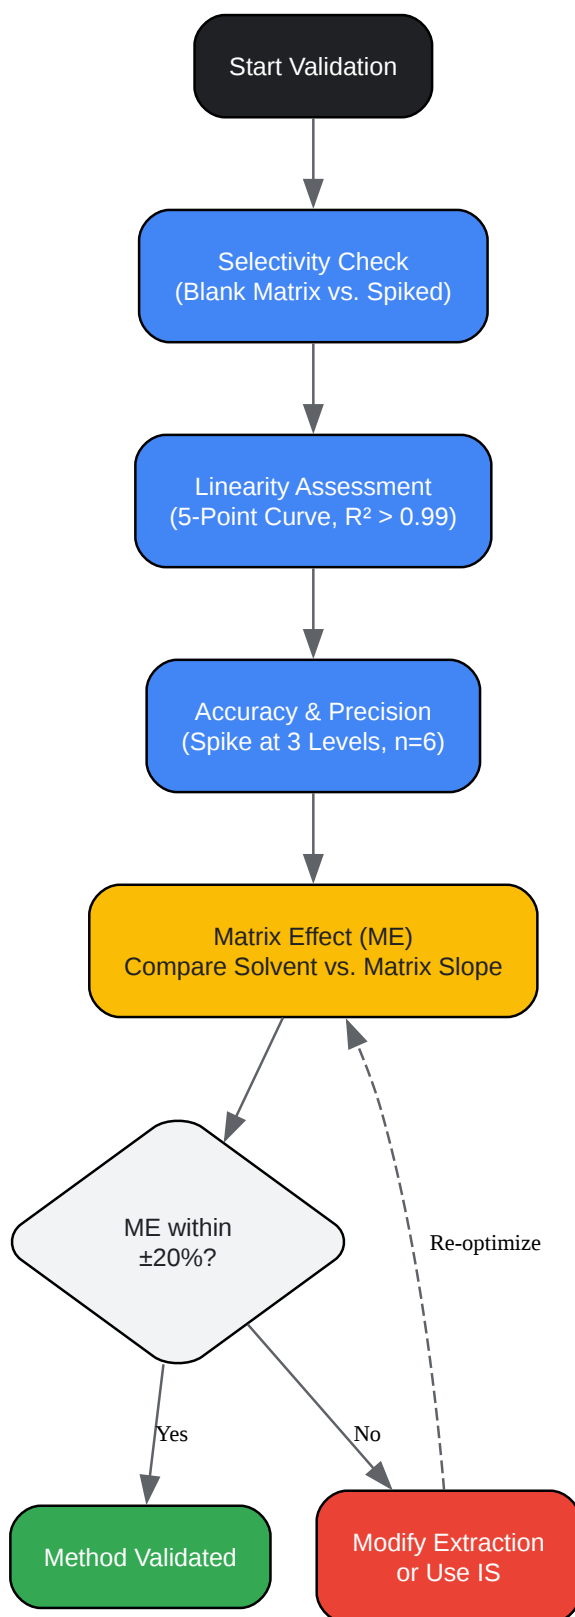 Start Validation
Selectivity Check
(Blank Matrix vs. Spiked)
Linearity Assessment
(5-Point Curve, R² > 0.99)
Accuracy & Precision
(Spike at 3 Levels, n=6)
Matrix Effect (ME)
Compare Solvent vs. Matrix Slope
ME within
±20%?
Re-optimize
Yes
No
Method Validated
Modify Extraction
or Use IS